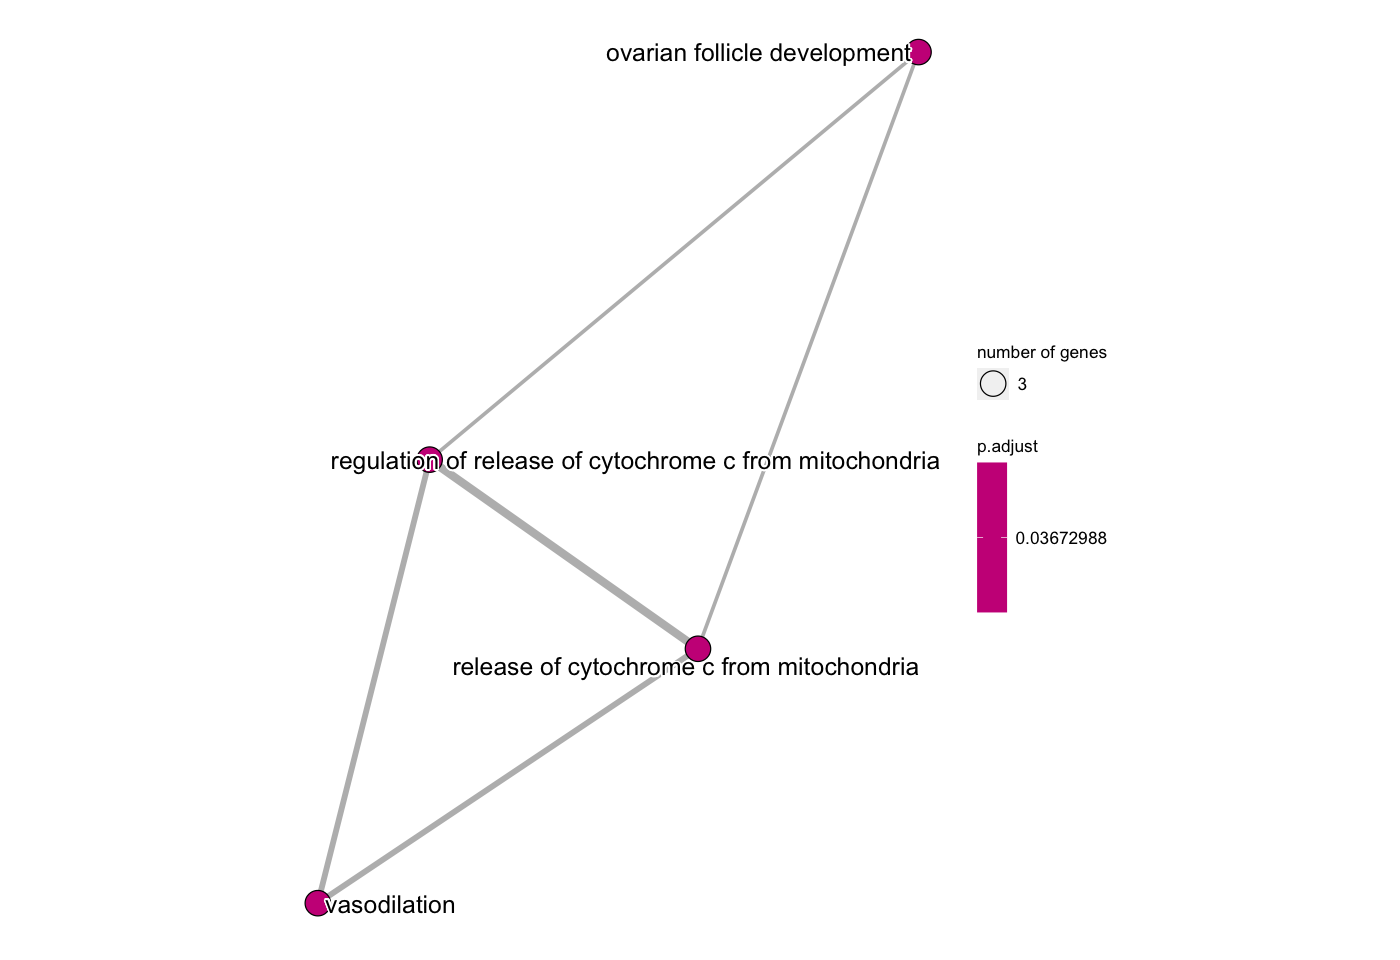 ovarian follicle development
number of genes
3
p.adjust
regulation of release of cytochrome c from mitochondria
0.03672988
release of cytochrome c from mitochondria
vasodilation